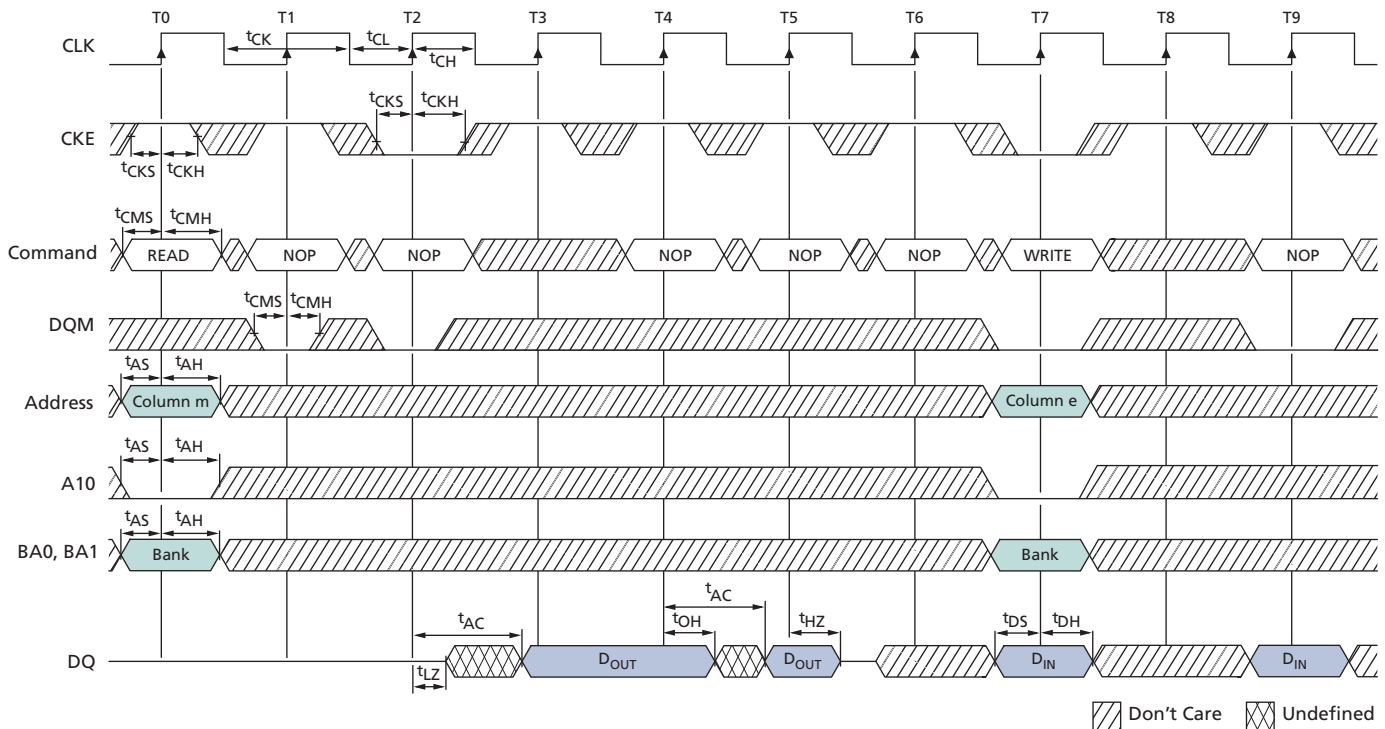 T0 T1 T2 T3 T4 T5 T6 T7 T8 T9
CLK tCK tCL tCH
tCKS tCKH
CKE
tCKS tCKH
tCMS tCMH
Command READ NOP NOP NOP NOP NOP WRITE NOP
tCMS tCMH
DQM
tAS tAH
Address Column m Column e
tAS tAH
A10
tAS tAH
BA0, BA1 Bank Bank
tAC
tAC tOH tHZ tDS tDH
DQ DOUT DOUT DIN DIN
tLZ
Don't Care Undefined